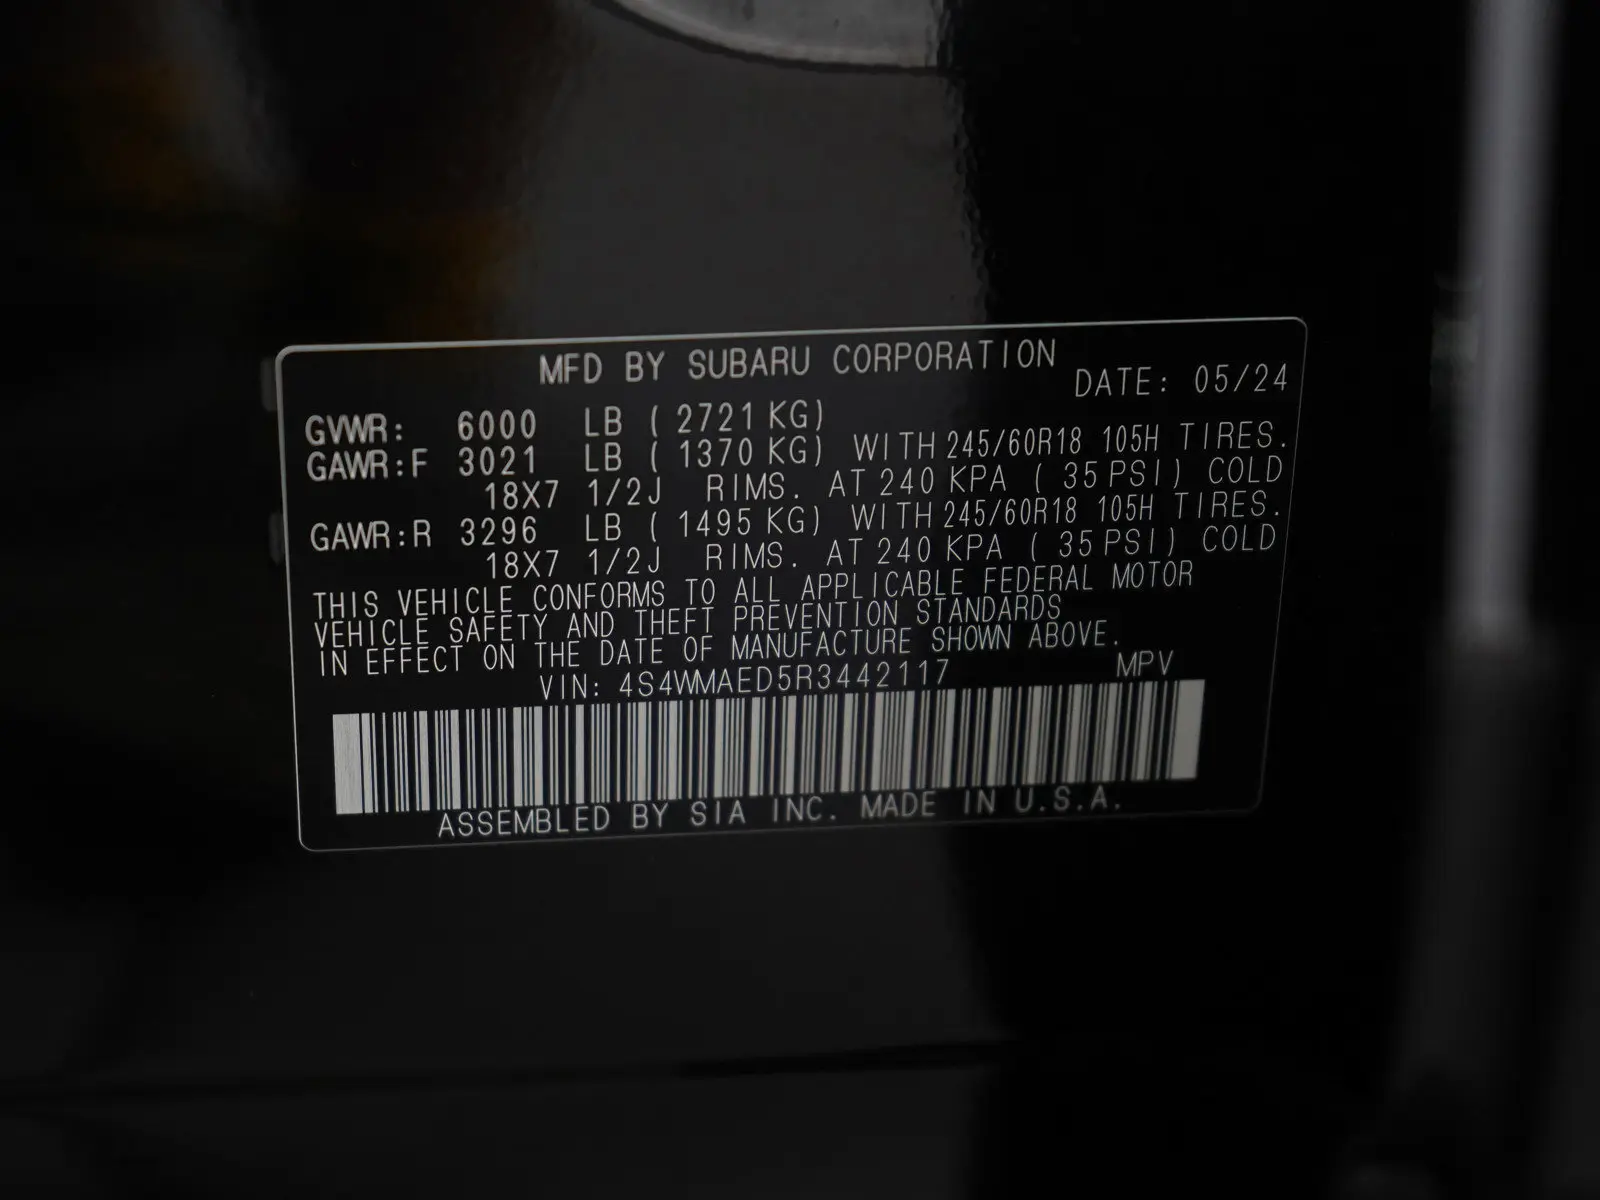 MFD BY SUBARU CORPORATION
DATE: 05/24
GVWR: 6000 LB ( 2721 KG)
GAWR:F 3021 LB ( 1370 KG) WITH 245/60R18 105H TIRES.
18X7 1/2J RIMS. AT 240 KPA ( 35 PSI) COLD
GAWR:R 3296 LB ( 1495 KG) WITH 245/60R18 105H TIRES.
18X7 1/2J RIMS. AT 240 KPA ( 35 PSI) COLD
THIS VEHICLE CONFORMS TO ALL APPLICABLE FEDERAL MOTOR
VEHICLE SAFETY AND THEFT PREVENTION STANDARDS
IN EFFECT ON THE DATE OF MANUFACTURE SHOWN ABOVE.
VIN: 4S4WMAED5R3442117 MPV
ASSEMBLED BY SIA INC. MADE IN U.S.A.